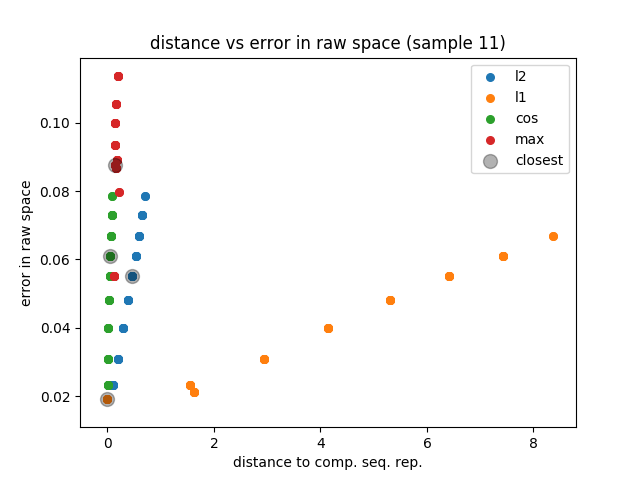 distance vs error in raw space (sample 11)
l2
l1
cos
max
closest
0.10
0.08
0.06
0.04
0.02
error in raw space
0
2
4
6
8
distance to comp. seq. rep.